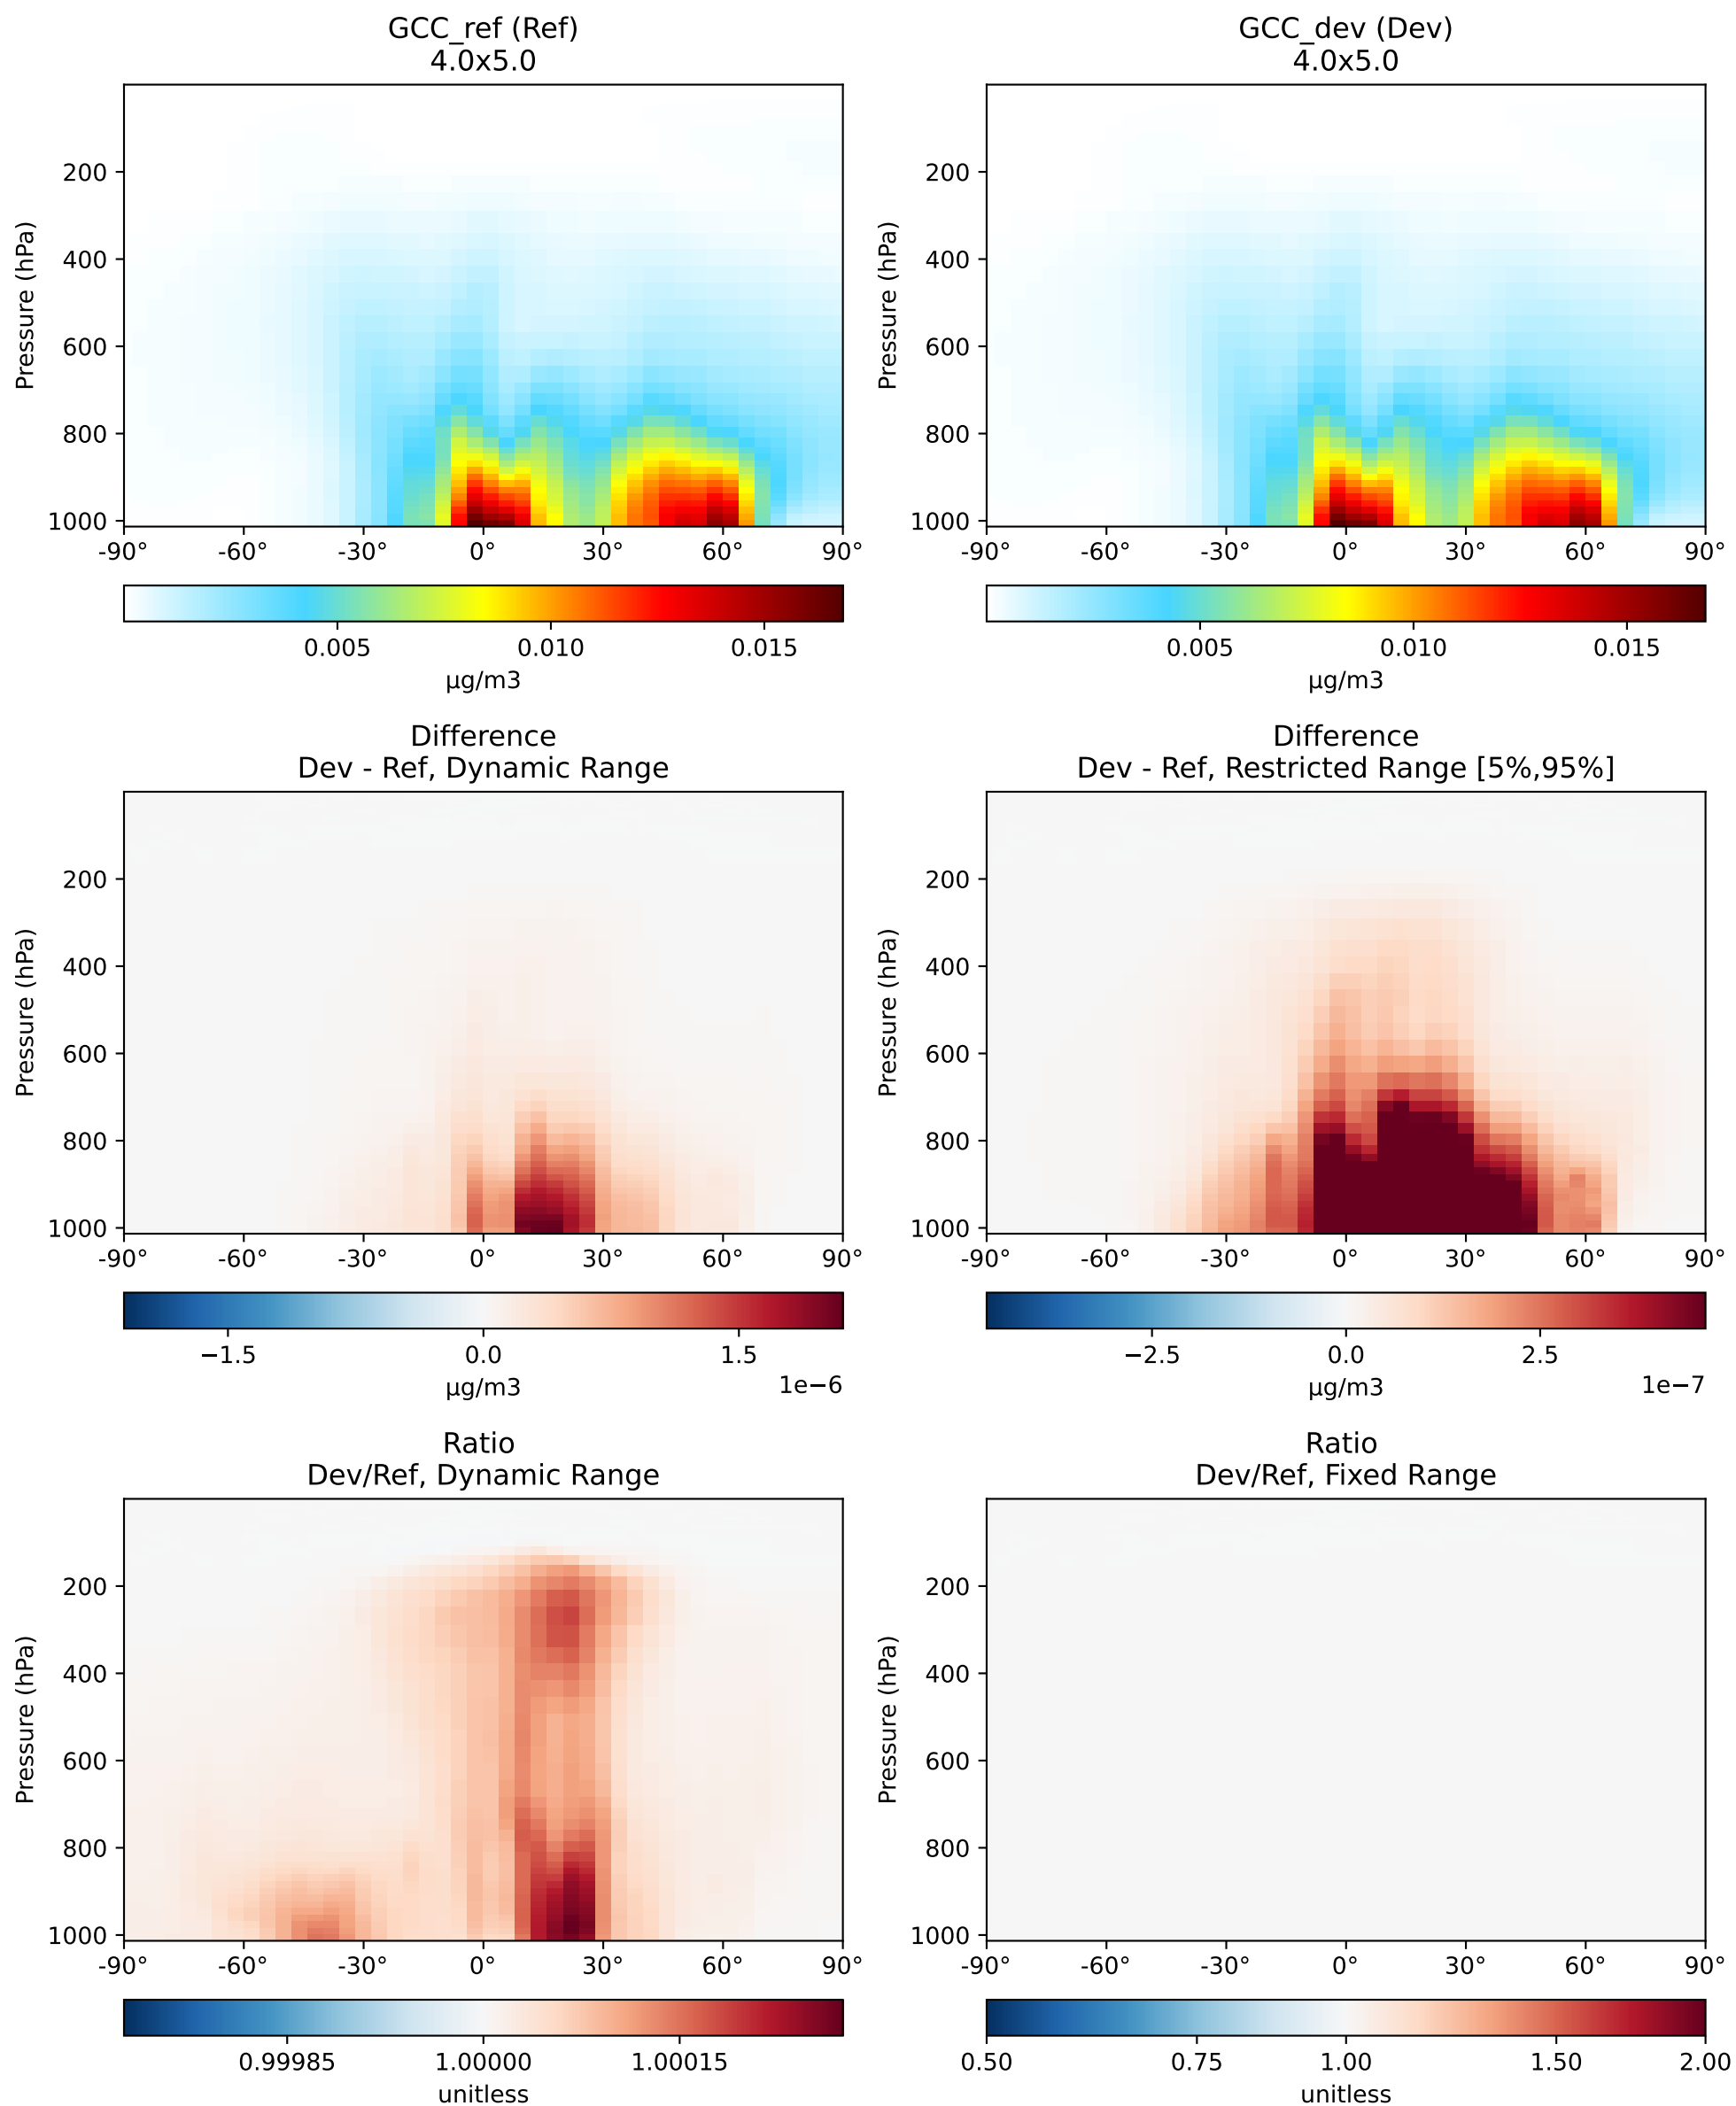 GCC_ref (Ref)
4.0x5.0
Pressure (hPa)
200
400
600
800
1000
-90° -60° -30° 0° 30° 60° 90°
0.005 0.010 0.015
µg/m3
GCC_dev (Dev)
4.0x5.0
Pressure (hPa)
200
400
600
800
1000
-90° -60° -30° 0° 30° 60° 90°
0.005 0.010 0.015
µg/m3
Difference
Dev - Ref, Dynamic Range
Pressure (hPa)
200
400
600
800
1000
-90° -60° -30° 0° 30° 60° 90°
−1.5 0.0 1.5
µg/m3 1e−6
Difference
Dev - Ref, Restricted Range [5%,95%]
Pressure (hPa)
200
400
600
800
1000
-90° -60° -30° 0° 30° 60° 90°
−2.5 0.0 2.5
µg/m3 1e−7
Ratio
Dev/Ref, Dynamic Range
Pressure (hPa)
200
400
600
800
1000
-90° -60° -30° 0° 30° 60° 90°
0.99985 1.00000 1.00015
unitless
Ratio
Dev/Ref, Fixed Range
Pressure (hPa)
200
400
600
800
1000
-90° -60° -30° 0° 30° 60° 90°
0.50 0.75 1.00 1.50 2.00
unitless